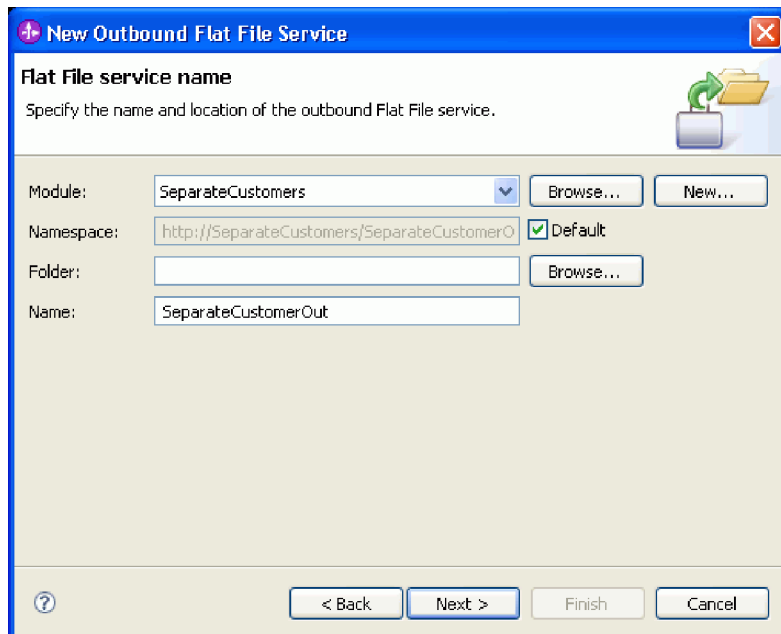 New Outbound Flat File Service
Flat File service name
Specify the name and location of the outbound Flat File service.
Module: SeparateCustomers Browse... New...
Namespace: http://SeparateCustomers/SeparateCustomerO Default
Folder: Browse...
Name: SeparateCustomerOut
? < Back Next > Finish Cancel